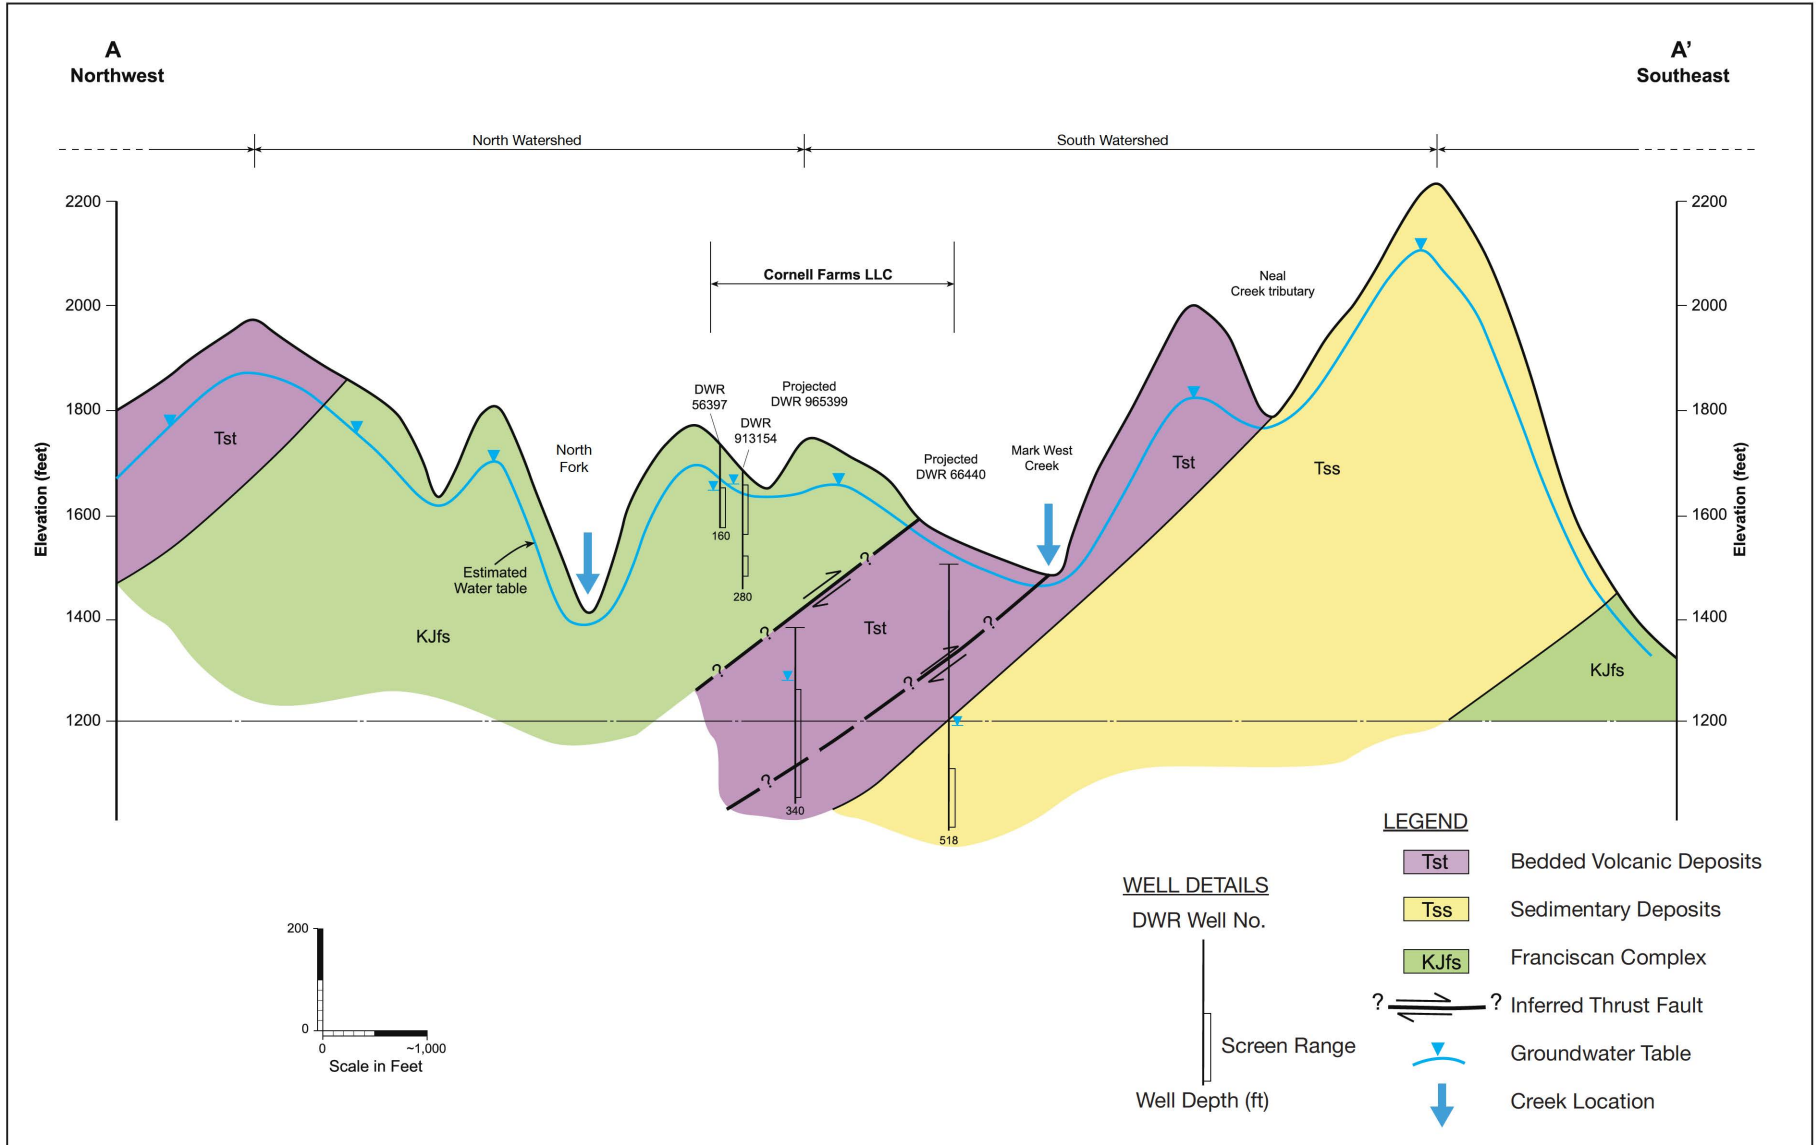 A
Northwest
A'
Southeast
North Watershed
South Watershed
2200
2200
Cornell Farms LLC
Neal
Creek tributary
2000
2000
DWR
56397
Projected
DWR 965399
DWR
913154
1800
1800
Tst
North
Fork
Projected
DWR 66440
Mark West
Creek
Tst
Tss
Elevation (feet)
Elevation (feet)
1600
1600
160
?
Estimated
Water table
280
1400
1400
KJfs
?
Tst
?
?
?
KJfs
1200
1200
?
340
518
LEGEND
Tst
Bedded Volcanic Deposits
WELL DETAILS
DWR Well No.
Tss
Sedimentary Deposits
200
KJfs
Franciscan Complex
? ? Inferred Thrust Fault
0
0
~1,000
Scale in Feet
Screen Range
Groundwater Table
Well Depth (ft)
Creek Location